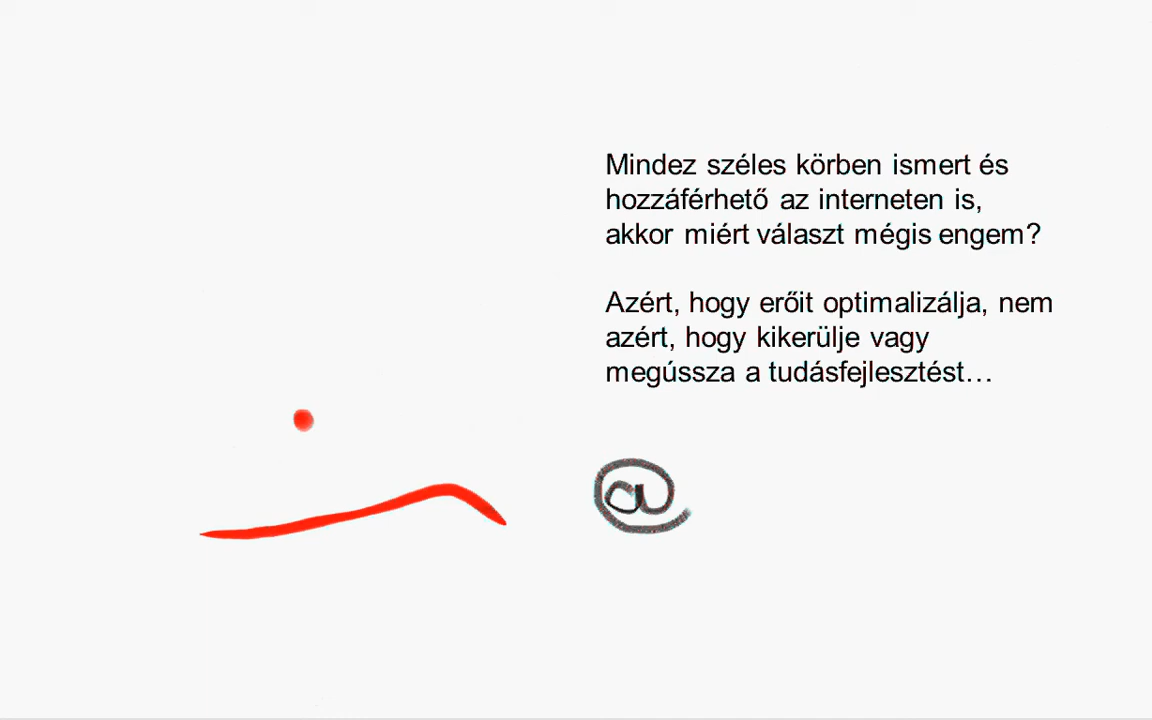 Mindez széles körben ismert és
hozzáférhető az interneten is,
akkor miért választ mégis engem?
Azért, hogy erőit optimalizálja, nem
azért, hogy kikerülje vagy
megússza a tudásfejlesztést…
@